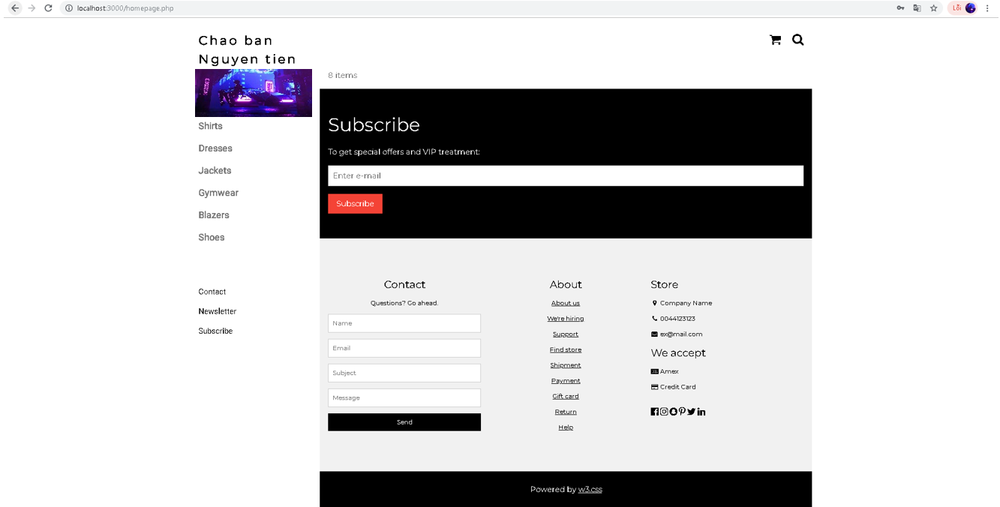 localhost:3000/homepage.php
Lỗi
Chao ban
Nguyen tien
Shirts
Dresses
Jackets
Gymwear
Blazers
Shoes
Contact
Newsletter
Subscribe
8 items
Subscribe
To get special offers and VIP treatment:
Enter e-mail
Subscribe
Contact
Questions? Go ahead.
Name
Email
Subject
Message
Send
About
About us
We're hiring
Support
Find store
Shipment
Payment
Gift card
Return
Help
Store
Company Name
0044123123
ex@mail.com
We accept
Amex
Credit Card
Powered by w3.css